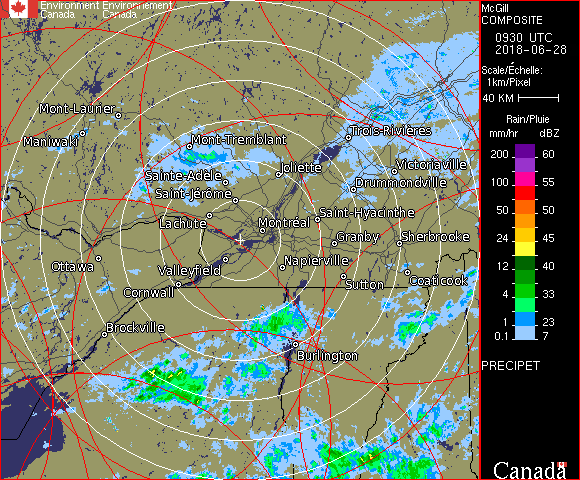 Environment Environnement
Canada Canada
McGill
COMPOSITE
0930 UTC
2018-06-28
Scale/Échelle:
1km/Pixel
40 KM
Rain/Pluie
mm/hr dBZ
200 60
100 55
50 50
24 45
12 40
4 33
1 23
0.1 7
PRECIPET
Canada
Mont-Laurier
Maniwaki
Mont-Tremblant
Trois-Rivières
Sainte-Adèle
Joliette
Victoriaville
Saint-Jérôme
Drummondville
Lachute
Montréal
Saint-Hyacinthe
Granby
Sherbrooke
Ottawa
Valleyfield
Napierville
Cornwall
Sutton
Coaticook
Brockville
Burlington